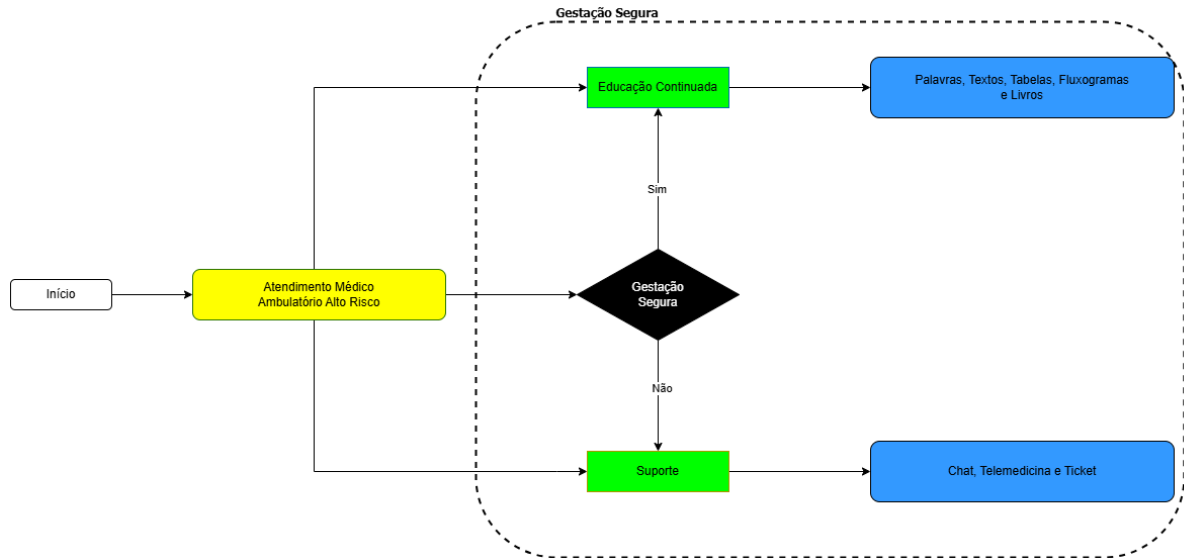 Gestação Segura
Educação Continuada
Palavras, Textos, Tabelas, Fluxogramas
e Livros
Sim
Início
Atendimento Médico
Ambulatório Alto Risco
Gestação
Segura
Não
Suporte
Chat, Telemedicina e Ticket